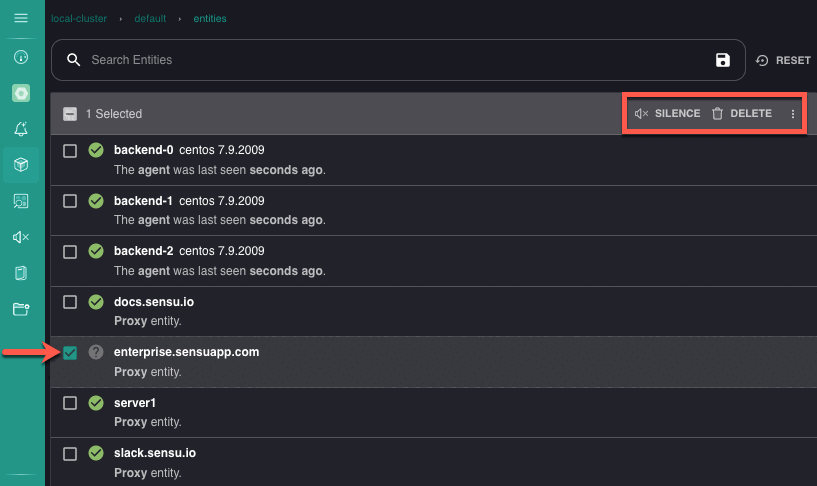 local-cluster › default › entities
Search Entities
RESET
1 Selected
SILENCE
DELETE
backend-0 centos 7.9.2009
The agent was last seen seconds ago.
backend-1 centos 7.9.2009
The agent was last seen seconds ago.
backend-2 centos 7.9.2009
The agent was last seen seconds ago.
docs.sensu.io
Proxy entity.
?
enterprise.sensuapp.com
Proxy entity.
server1
Proxy entity.
slack.sensu.io
Proxy entity.